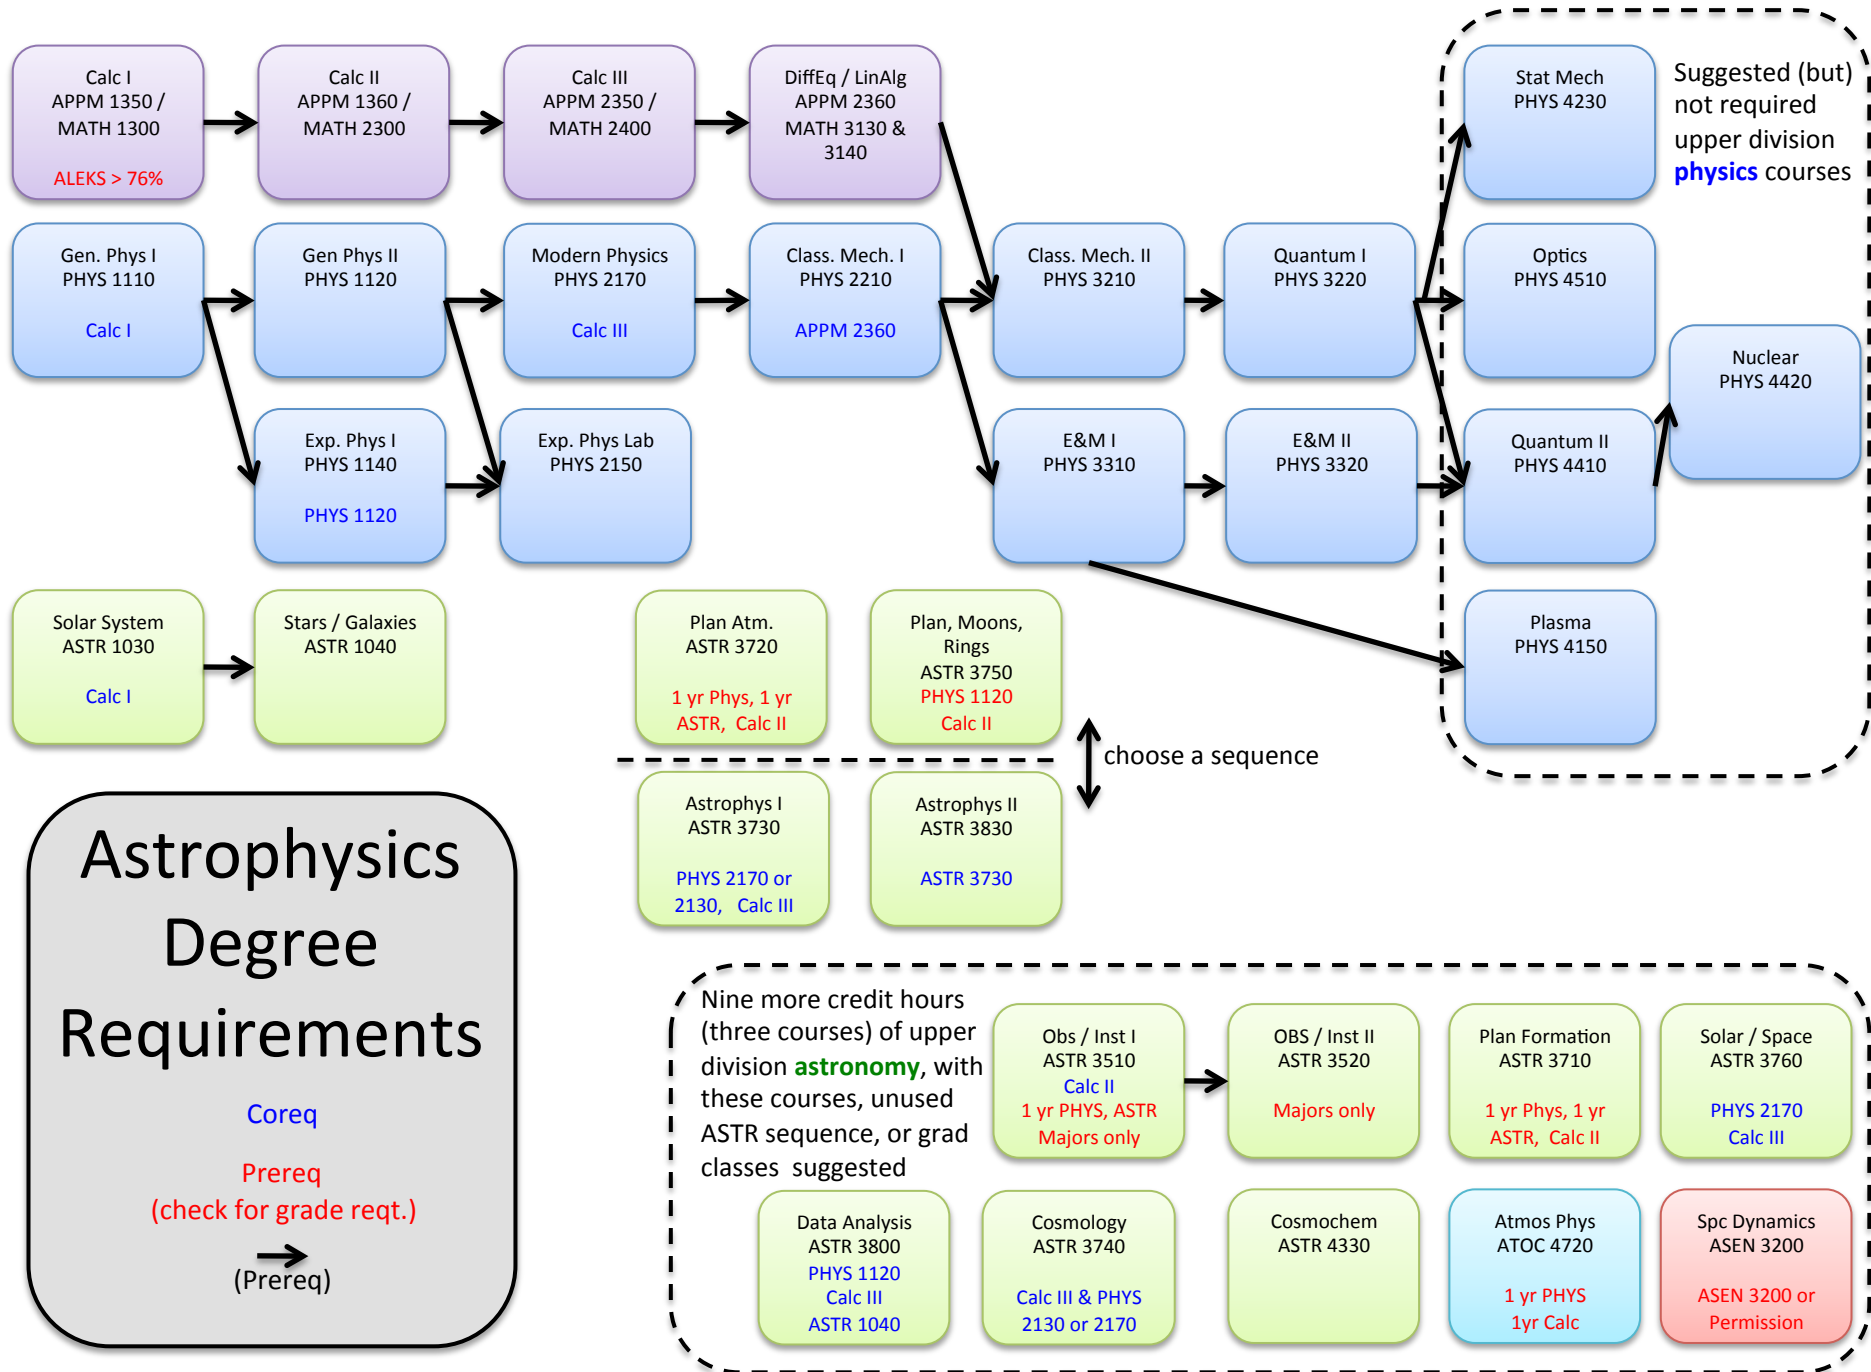 Calc I
APPM 1350 /
MATH 1300
ALEKS > 76%
Calc II
APPM 1360 /
MATH 2300
Calc III
APPM 2350 /
MATH 2400
DiffEq / LinAlg
APPM 2360
MATH 3130 &
3140
Stat Mech
PHYS 4230
Suggested (but)
not required
upper division
physics courses
Gen. Phys I
PHYS 1110
Calc I
Gen Phys II
PHYS 1120
Modern Physics
PHYS 2170
Calc III
Class. Mech. I
PHYS 2210
APPM 2360
Class. Mech. II
PHYS 3210
Quantum I
PHYS 3220
Optics
PHYS 4510
Nuclear
PHYS 4420
Exp. Phys I
PHYS 1140
PHYS 1120
Exp. Phys Lab
PHYS 2150
E&M I
PHYS 3310
E&M II
PHYS 3320
Quantum II
PHYS 4410
Solar System
ASTR 1030
Calc I
Stars / Galaxies
ASTR 1040
Plan Atm.
ASTR 3720
1 yr Phys, 1 yr
ASTR, Calc II
Plan, Moons,
Rings
ASTR 3750
PHYS 1120
Calc II
Plasma
PHYS 4150
choose a sequence
Astrophys I
ASTR 3730
PHYS 2170 or
2130, Calc III
Astrophys II
ASTR 3830
ASTR 3730
Astrophysics
Degree
Requirements
Coreq
Prereq
(check for grade reqt.)
(Prereq)
Nine more credit hours
(three courses) of upper
division astronomy, with
these courses, unused
ASTR sequence, or grad
classes suggested
Obs / Inst I
ASTR 3510
Calc II
1 yr PHYS, ASTR
Majors only
OBS / Inst II
ASTR 3520
Majors only
Plan Formation
ASTR 3710
1 yr Phys, 1 yr
ASTR, Calc II
Solar / Space
ASTR 3760
PHYS 2170
Calc III
Data Analysis
ASTR 3800
PHYS 1120
Calc III
ASTR 1040
Cosmology
ASTR 3740
Calc III & PHYS
2130 or 2170
Cosmochem
ASTR 4330
Atmos Phys
ATOC 4720
1 yr PHYS
1yr Calc
Spc Dynamics
ASEN 3200
ASEN 3200 or
Permission